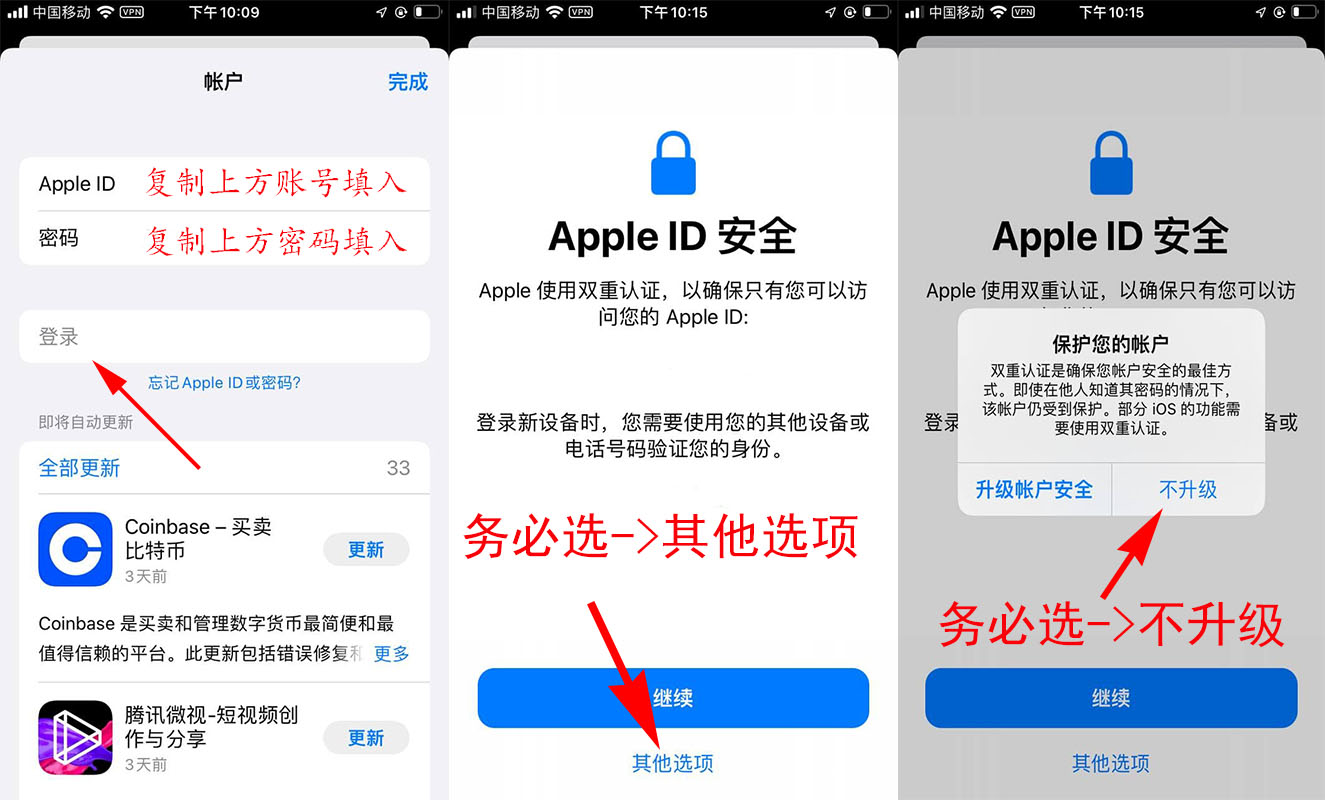 中国移动 VPN 下午10:09
帐户
完成
Apple ID 复制上方账号填入
密码 复制上方密码填入
登录
忘记 Apple ID 或密码?
即将自动更新
全部更新 33
Coinbase – 买卖
比特币
3天前
更新
Coinbase 是买卖和管理数字货币最简便和最
值得信赖的平台。此更新包括错误修复和 更多
腾讯微视-短视频创
作与分享
3天前
更新
中国移动 VPN 下午10:15
Apple ID 安全
Apple 使用双重认证，以确保只有您可以访
问您的 Apple ID:
登录新设备时，您需要使用您的其他设备或
电话号码验证您的身份。
务必选->其他选项
继续
其他选项
中国移动 VPN 下午10:15
Apple ID 安全
Apple 使用双重认证，以确保只有您可以访
保护您的帐户
双重认证是确保您帐户安全的最佳方
式。即使在他人知道其密码的情况下，
该帐户仍受到保护。部分 iOS 的功能需
要使用双重认证。
登录
备或
升级帐户安全 不升级
务必选->不升级
继续
其他选项